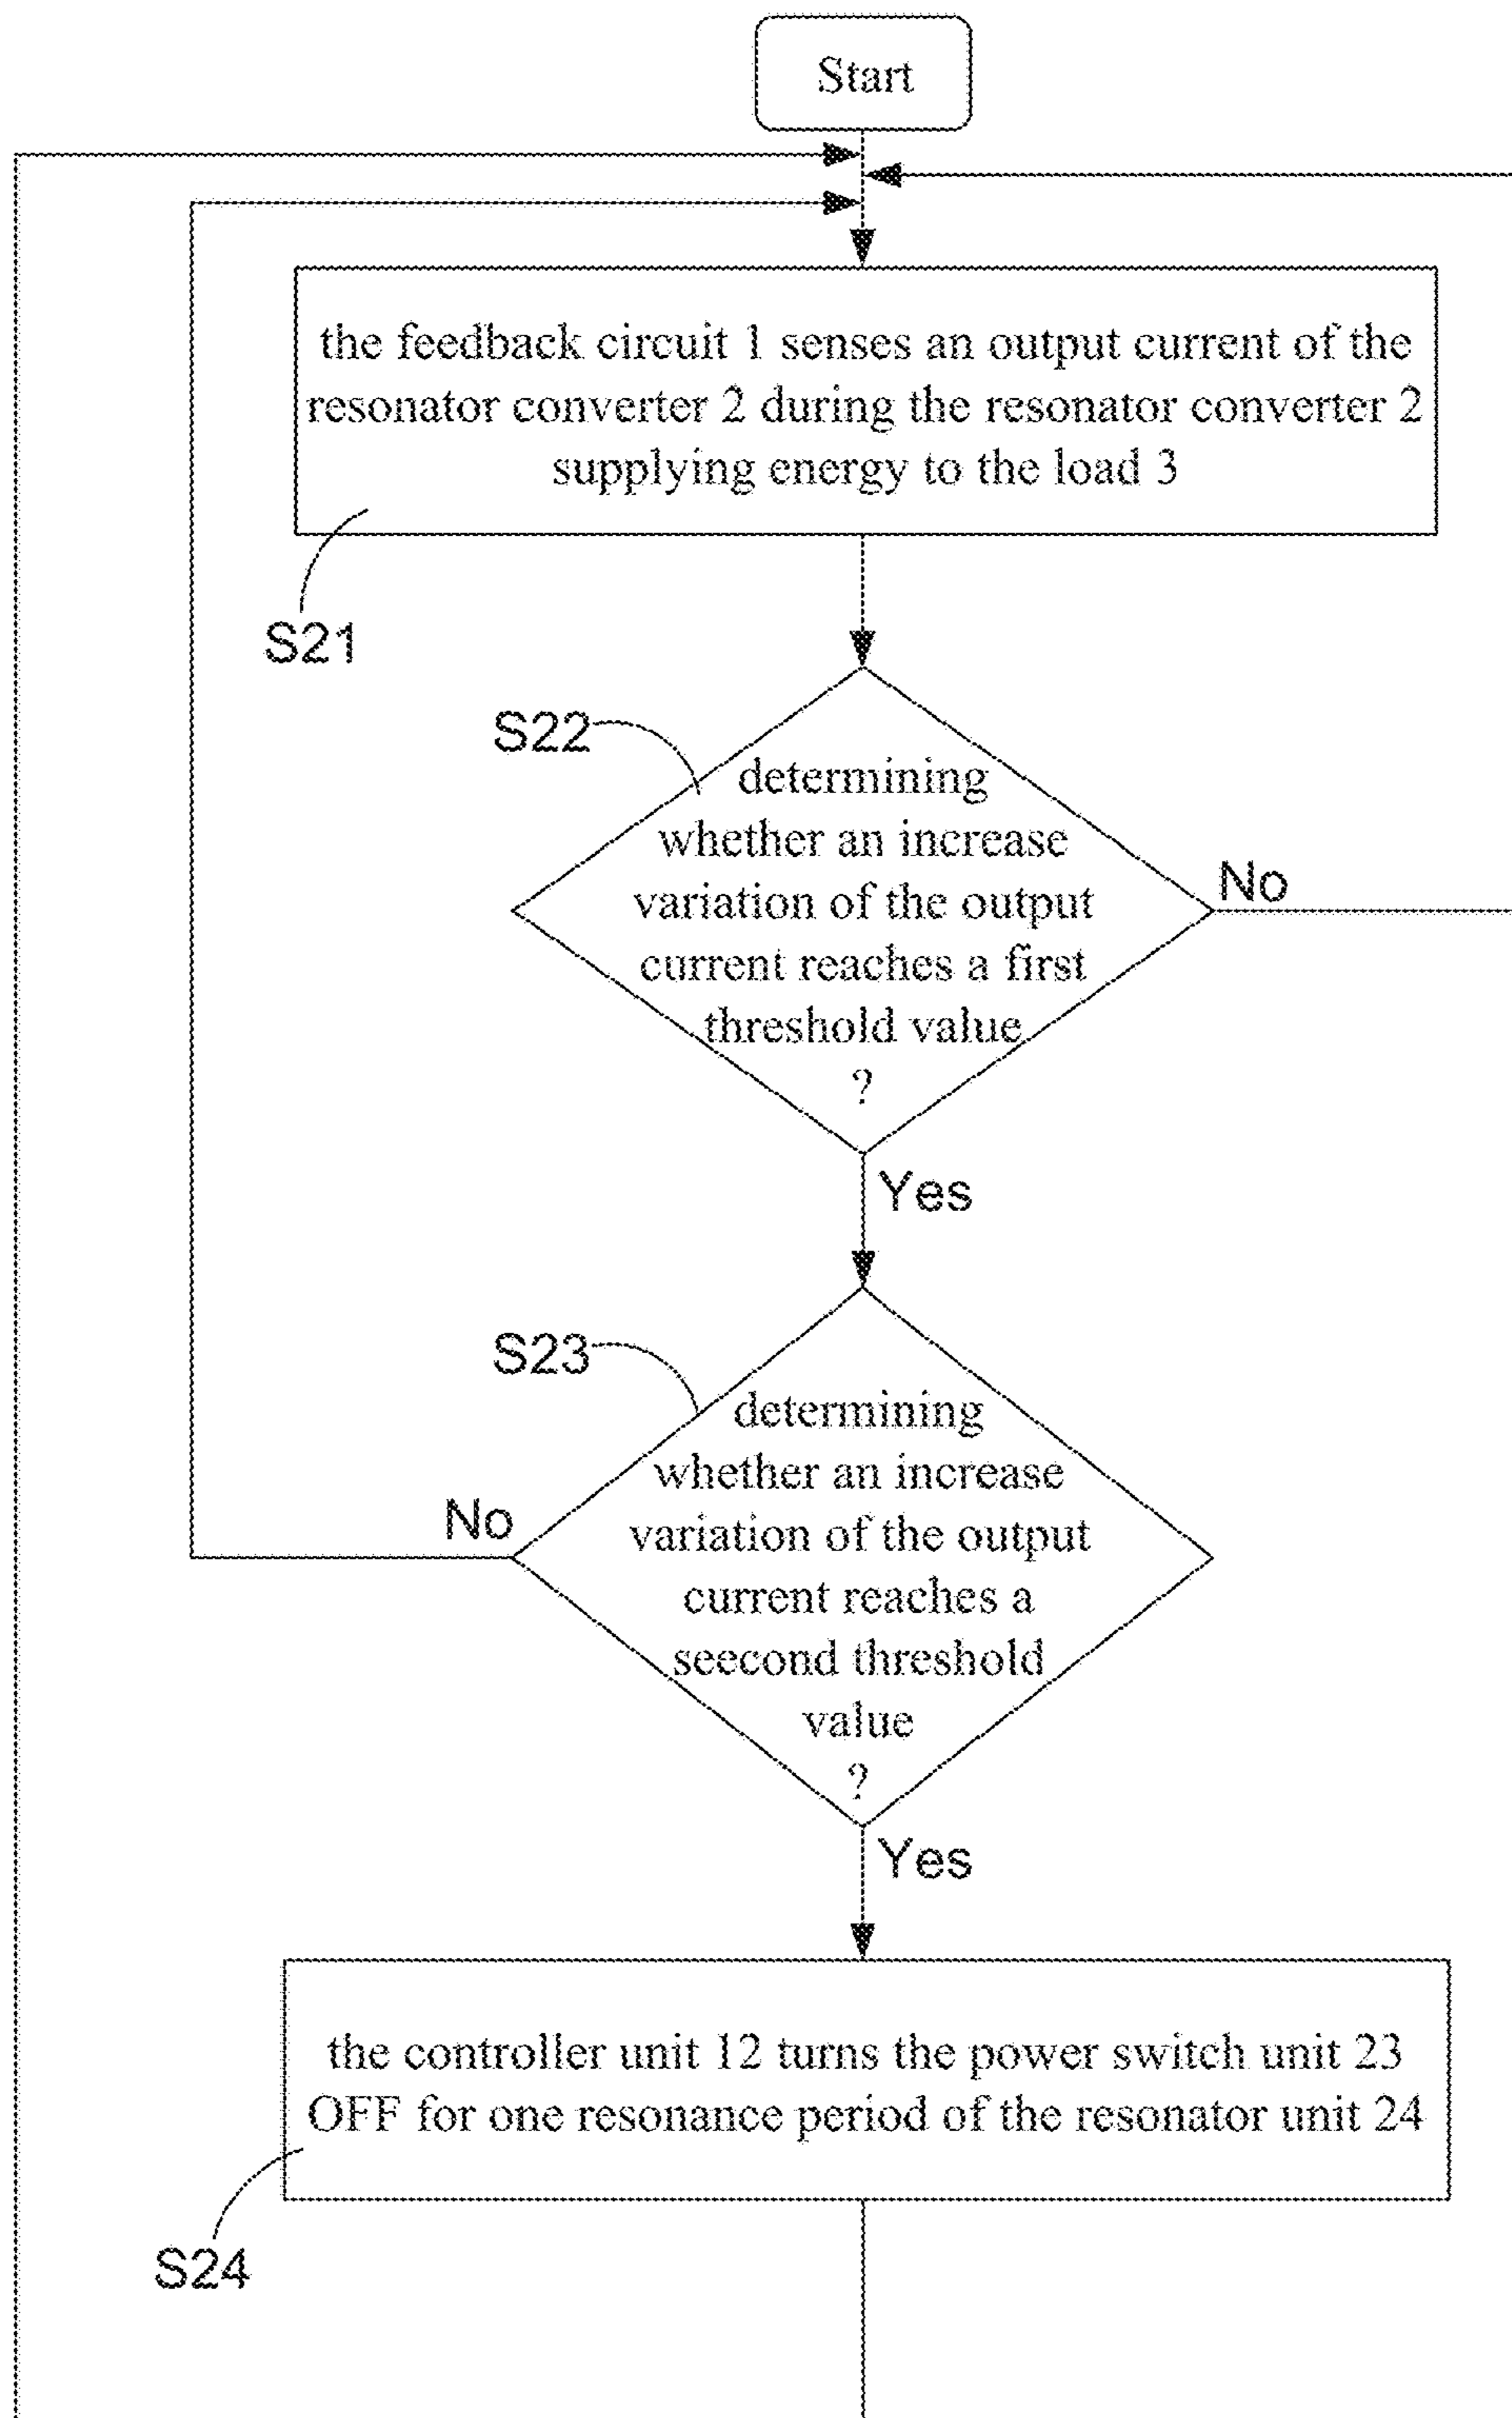 Start
the feedback circuit 1 senses an output current of the
resonator converter 2 during the resonator converter 2
supplying energy to the load 3
S21
S22
determining
whether an increase
variation of the output
current reaches a first
threshold value
?
No
Yes
S23
determining
whether an increase
variation of the output
current reaches a
seecond threshold
value
?
No
Yes
the controller unit 12 turns the power switch unit 23
OFF for one resonance period of the resonator unit 24
S24